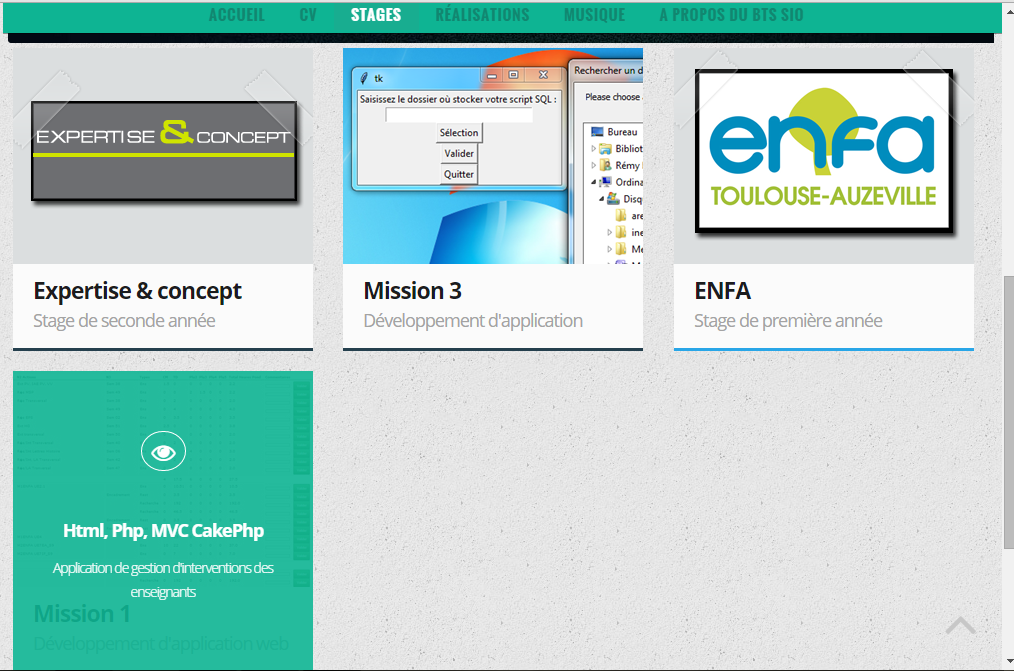 ACCUEIL CV STAGES RÉALISATIONS MUSIQUE A PROPOS DU BTS SIO
EXPERTISE & CONCEPT
Expertise & concept
Stage de seconde année
tk
Saisissez le dossier où stocker votre script SQL :
Sélection
Valider
Quitter
Rechercher un d
Please choose
Bureau
Bibliot
Rémy
Ordina
Disq
are
ine
Me
Mission 3
Développement d'application
enfa
TOULOUSE-AUZEVILLE
ENFA
Stage de première année
Html, Php, MVC CakePhp
Application de gestion d'interventions des
enseignants
Mission 1
Développement d'application web